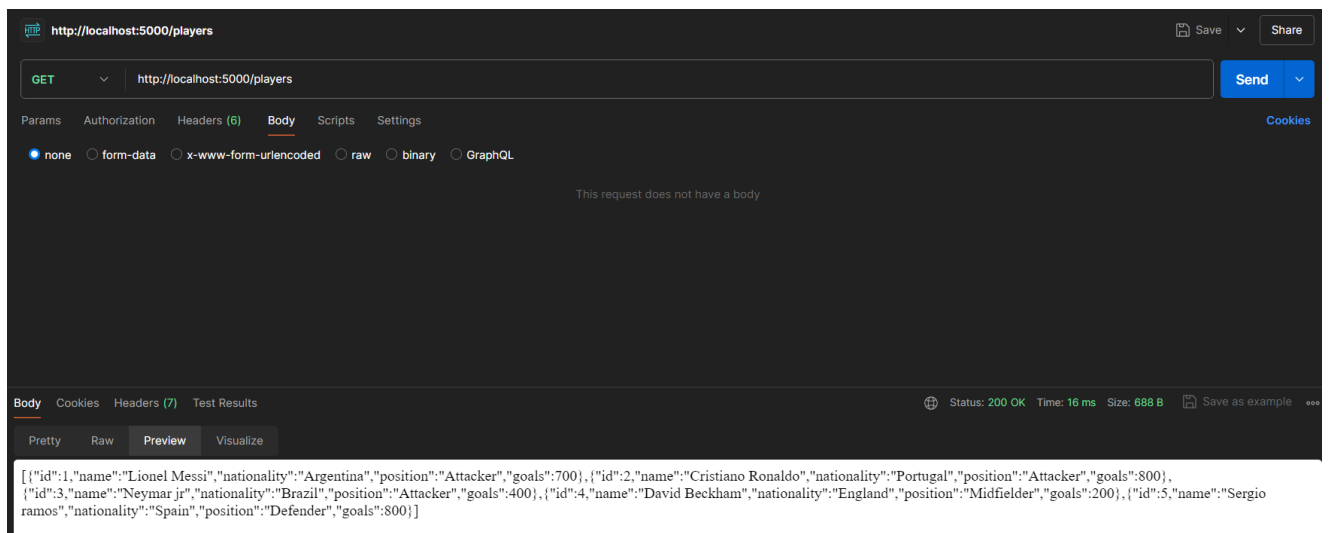 HTTP http://localhost:5000/players Save Share
GET http://localhost:5000/players Send
Params Authorization Headers (6) Body Scripts Settings Cookies
none form-data x-www-form-urlencoded raw binary GraphQL
This request does not have a body
Body Cookies Headers (7) Test Results Status: 200 OK Time: 16 ms Size: 688 B Save as example
Pretty Raw Preview Visualize
[{"id":1,"name":"Lionel Messi","nationality":"Argentina","position":"Attacker","goals":700},{"id":2,"name":"Cristiano Ronaldo","nationality":"Portugal","position":"Attacker","goals":800},
{"id":3,"name":"Neymar jr","nationality":"Brazil","position":"Attacker","goals":400},{"id":4,"name":"David Beckham","nationality":"England","position":"Midfielder","goals":200},{"id":5,"name":"Sergio
ramos","nationality":"Spain","position":"Defender","goals":800}]